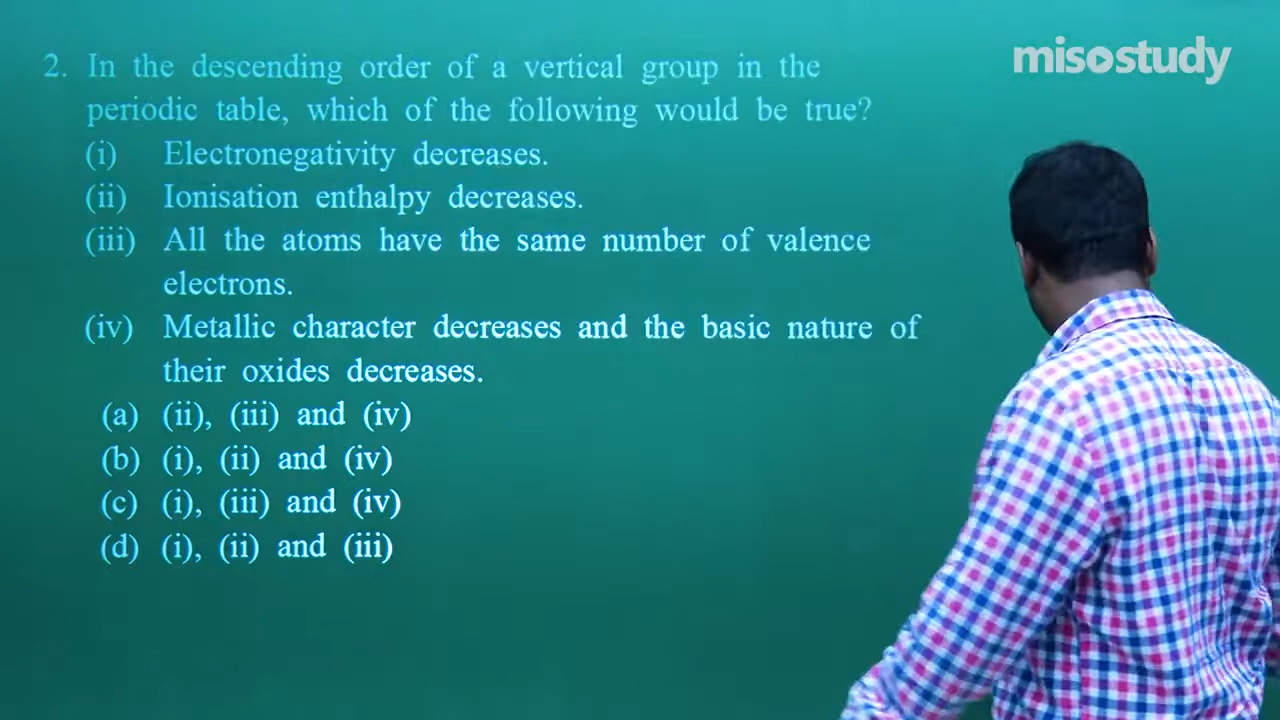 misostudy
2. In the descending order of a vertical group in the
periodic table, which of the following would be true?
(i) Electronegativity decreases.
(ii) Ionisation enthalpy decreases.
(iii) All the atoms have the same number of valence
electrons.
(iv) Metallic character decreases and the basic nature of
their oxides decreases.
(a) (ii), (iii) and (iv)
(b) (i), (ii) and (iv)
(c) (i), (iii) and (iv)
(d) (i), (ii) and (iii)